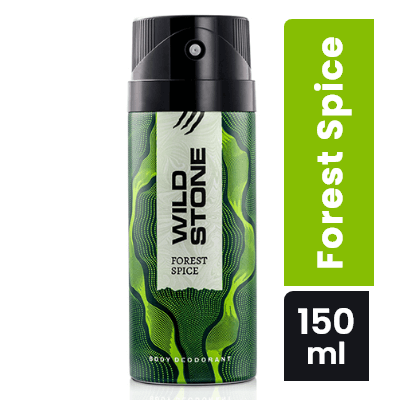 WILD
STONE
FOREST
SPICE
BODY DEODORANT
Forest Spice
150
ml